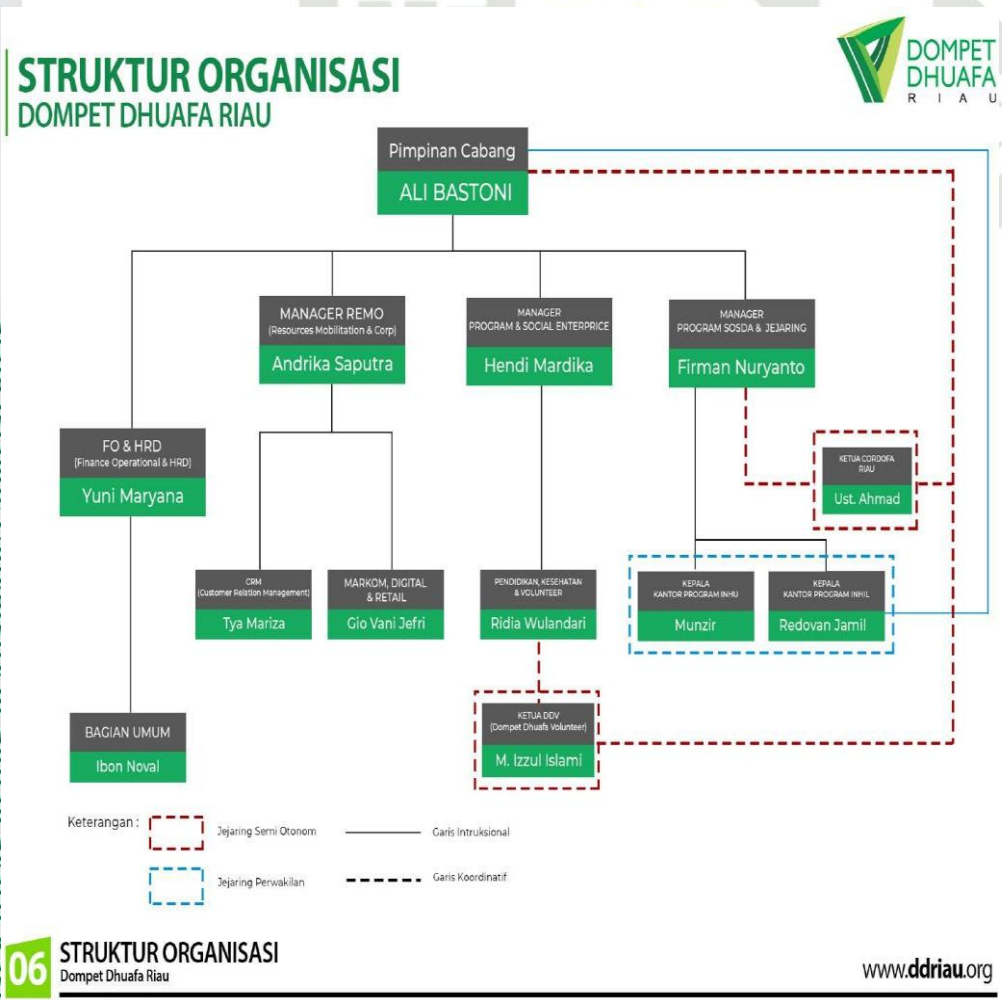 STRUKTUR ORGANISASI
DOMPET DHUAFA RIAU
DOMPET
DHUAFA
R I A U
Pimpinan Cabang
ALI BASTONI
MANAGER REMO
(Resources Mobilitation & Corp)
Andrika Saputra
MANAGER
PROGRAM & SOCIAL ENTERPRICE
Hendi Mardika
MANAGER
PROGRAM SOSDA & JEJARING
Firman Nuryanto
FO & HRD
(Finance Operational & HRD)
Yuni Maryana
KETUA CORDOFA
RIAU
Ust. Ahmad
CRM
(Customer Relation Management)
Tya Mariza
MARKOM, DIGITAL
& RETAIL
Gio Vani Jefri
PENDIDIKAN, KESEHATAN
& VOLUNTEER
Ridia Wulandari
KEPALA
KANTOR PROGRAM INHU
Munzir
KEPALA
KANTOR PROGRAM INHIL
Redovan Jamil
BAGIAN UMUM
Ibon Noval
KETUA DDV
(Dompet Dhuafa Volunteer)
M. Izzul Islami
Keterangan :
Jejaring Semi Otonom
Garis Intruksional
Jejaring Perwakilan
Garis Koordinatif
06
STRUKTUR ORGANISASI
Dompet Dhuafa Riau
www.ddriau.org